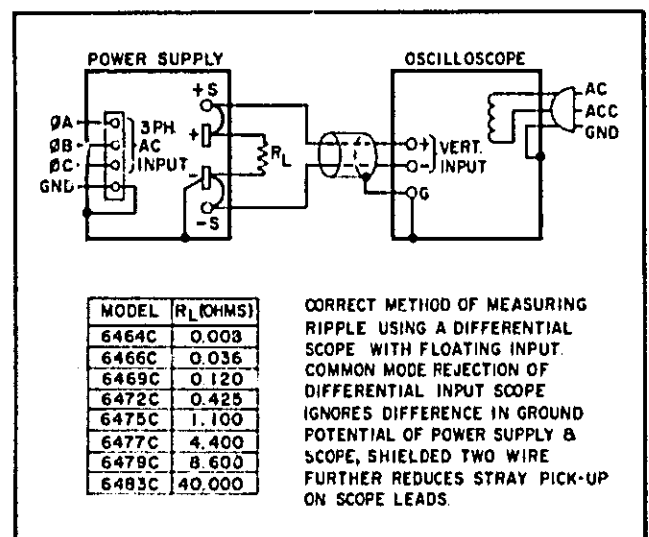 POWER SUPPLY
OSCILLOSCOPE
+S
ØA
ØB
ØC
GND
3PH.
AC
INPUT
+
-
RL
-S
+
-
VERT.
INPUT
G
AC
ACC
GND
MODEL RL(OHMS)
6464C 0.008
6466C 0.036
6469C 0.120
6472C 0.425
6475C 1.100
6477C 4.400
6479C 8.600
6483C 40.000
CORRECT METHOD OF MEASURING
RIPPLE USING A DIFFERENTIAL
SCOPE WITH FLOATING INPUT.
COMMON MODE REJECTION OF
DIFFERENTIAL INPUT SCOPE
IGNORES DIFFERENCE IN GROUND
POTENTIAL OF POWER SUPPLY &
SCOPE, SHIELDED TWO WIRE
FURTHER REDUCES STRAY PICK-UP
ON SCOPE LEADS.